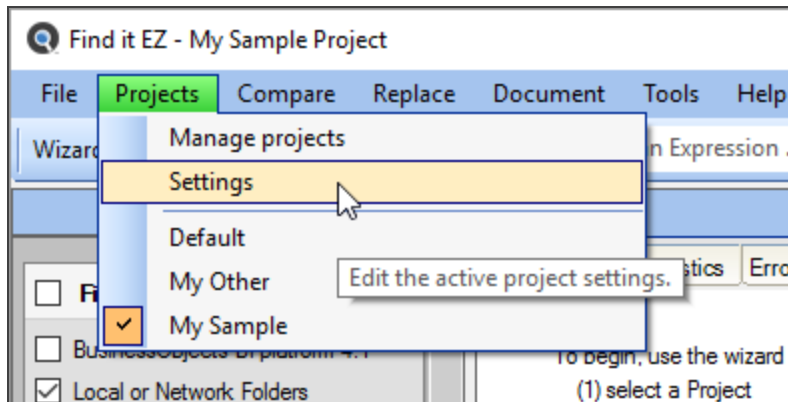 Find it EZ - My Sample Project
File Projects Compare Replace Document Tools Help
Manage projects
Settings
Default
My Other
My Sample
Edit the active project settings.
To begin, use the wizard
(1) select a Project
Local or Network Folders